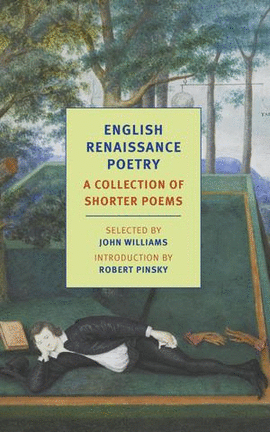 ENGLISH
RENAISSANCE
POETRY
A COLLECTION OF
SHORTER POEMS
SELECTED BY
JOHN WILLIAMS
INTRODUCTION BY
ROBERT PINSKY